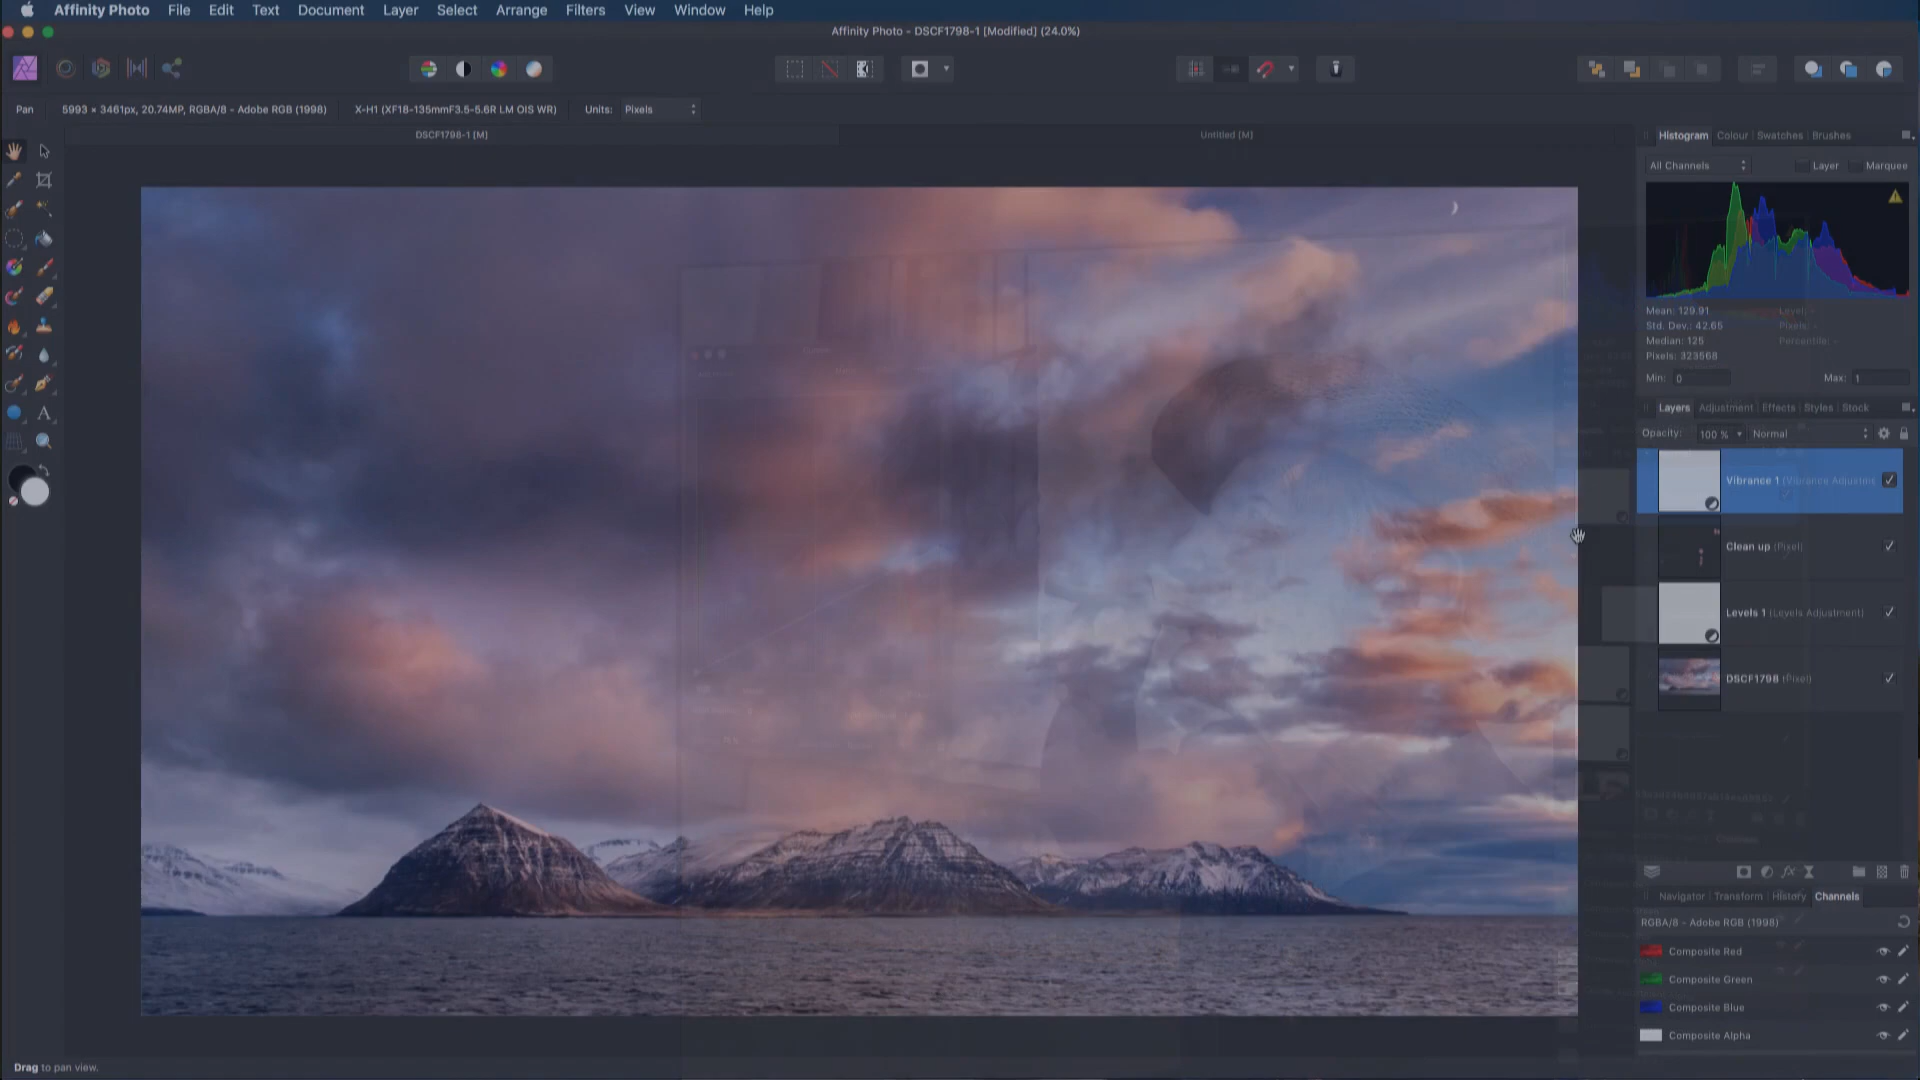 Affinity Photo File Edit Text Document Layer Select Arrange Filters View Window Help
Affinity Photo - DSCF1798-1 [Modified] (24.0%)
Pan 5993 × 3461px, 20.74MP, RGBA/8 - Adobe RGB (1998) X-H1 (XF18-135mmF3.5-5.6R LM OIS WR) Units: Pixels
DSCF1798-1 [M] Untitled [M]
Histogram Colour Swatches Brushes
All Channels Layer Marquee
Mean: 129.91 Level: -
Std. Dev.: 42.65 Pixels: -
Median: 125 Percentile: -
Pixels: 323568
Min: 0 Max: 1
Layers Adjustment Effects Styles Stock
Opacity: 100 % Normal
Vibrance 1 (Vibrance Adjustme
Clean up (Pixel)
Levels 1 (Levels Adjustment)
DSCF1798 (Pixel)
Navigator Transform History Channels
RGBA/8 - Adobe RGB (1998)
Composite Red
Composite Green
Composite Blue
Composite Alpha
Drag to pan view.